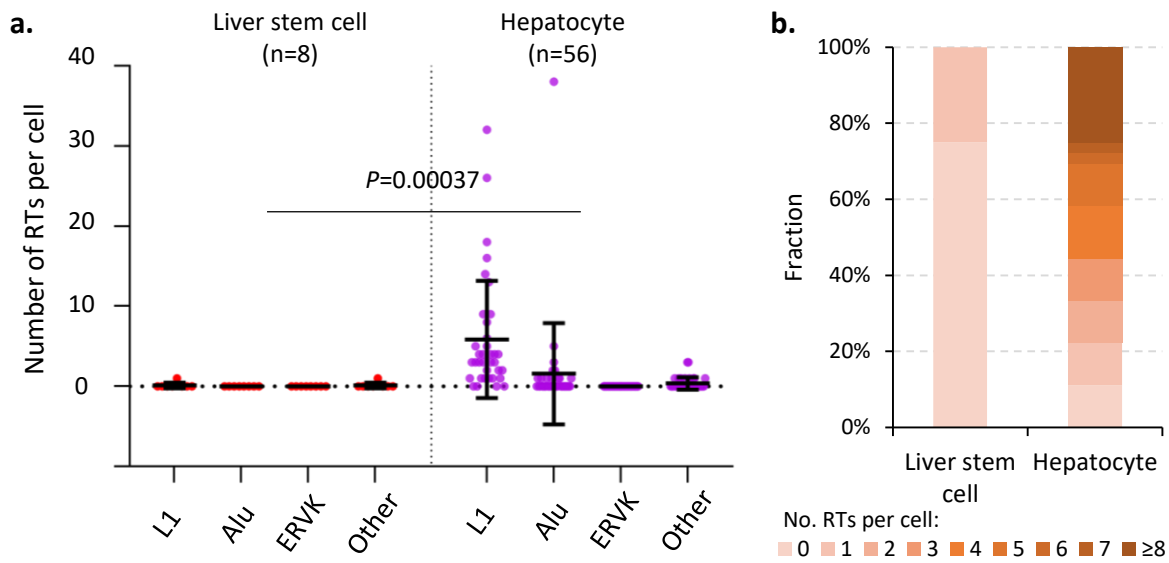 a.
Liver stem cell
(n=8)
Hepatocyte
(n=56)
Number of RTs per cell
40
30
20
10
0
P=0.00037
L1
Alu
ERVK
Other
L1
Alu
ERVK
Other
b.
Fraction
100%
80%
60%
40%
20%
0%
Liver stem
cell
Hepatocyte
No. RTs per cell:
0 1 2 3 4 5 6 7 ≥8